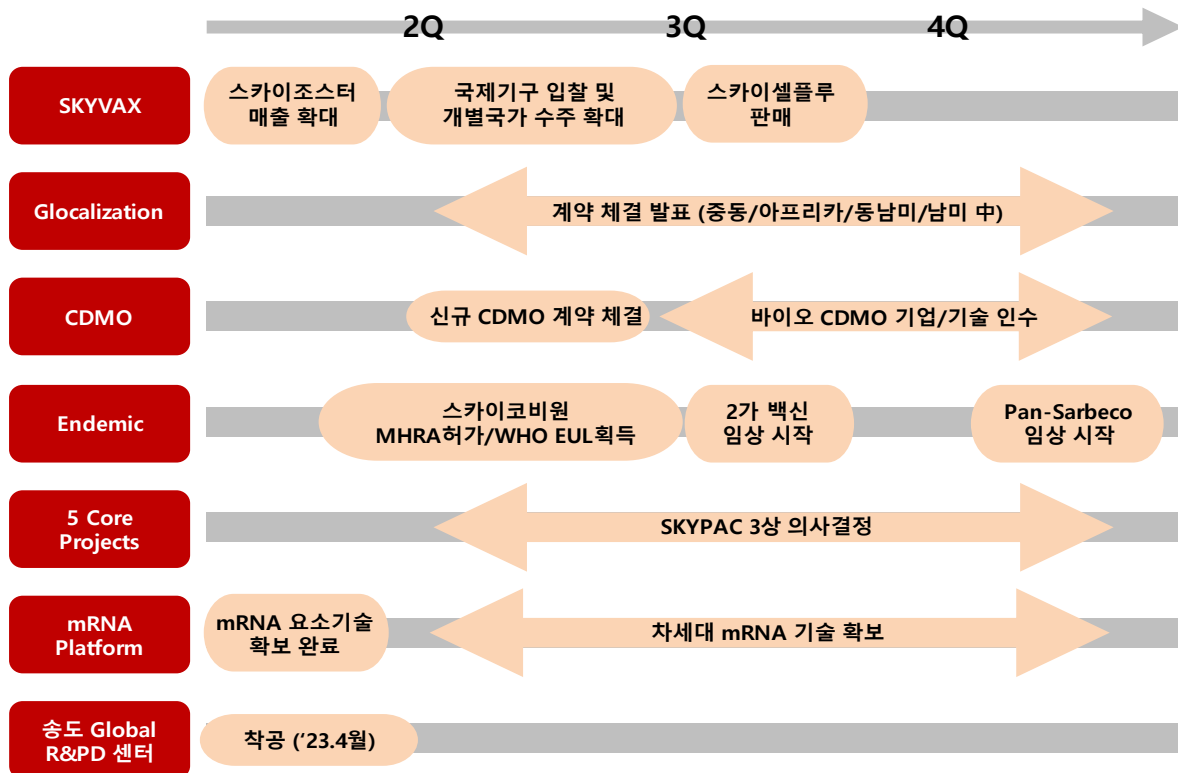 2Q 3Q 4Q
SKYVAX
스카이조스터
매출 확대
국제기구 입찰 및
개별국가 수주 확대
스카이셀플루
판매
Glocalization
계약 체결 발표 (중동/아프리카/동남미/남미 中)
CDMO
신규 CDMO 계약 체결
바이오 CDMO 기업/기술 인수
Endemic
스카이코비원
MHRA허가/WHO EUL획득
2가 백신
임상 시작
Pan-Sarbeco
임상 시작
5 Core
Projects
SKYPAC 3상 의사결정
mRNA
Platform
mRNA 요소기술
확보 완료
차세대 mRNA 기술 확보
송도 Global
R&PD 센터
착공 (‘23.4월)